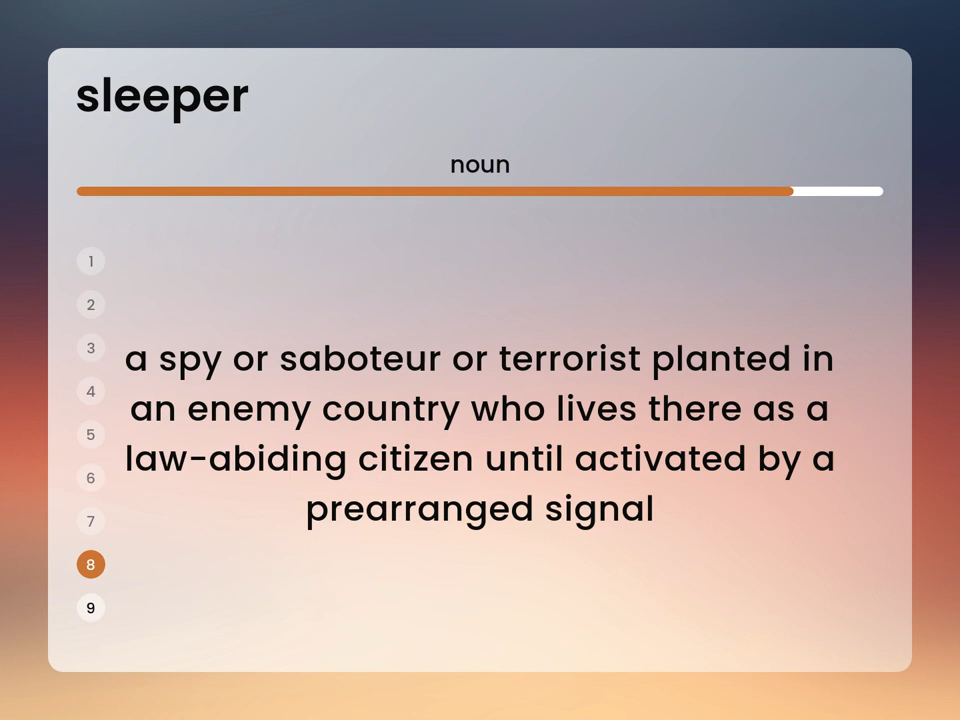 sleeper
noun
1
2
3
4
5
6
7
8
9
a spy or saboteur or terrorist planted in
an enemy country who lives there as a
law-abiding citizen until activated by a
prearranged signal